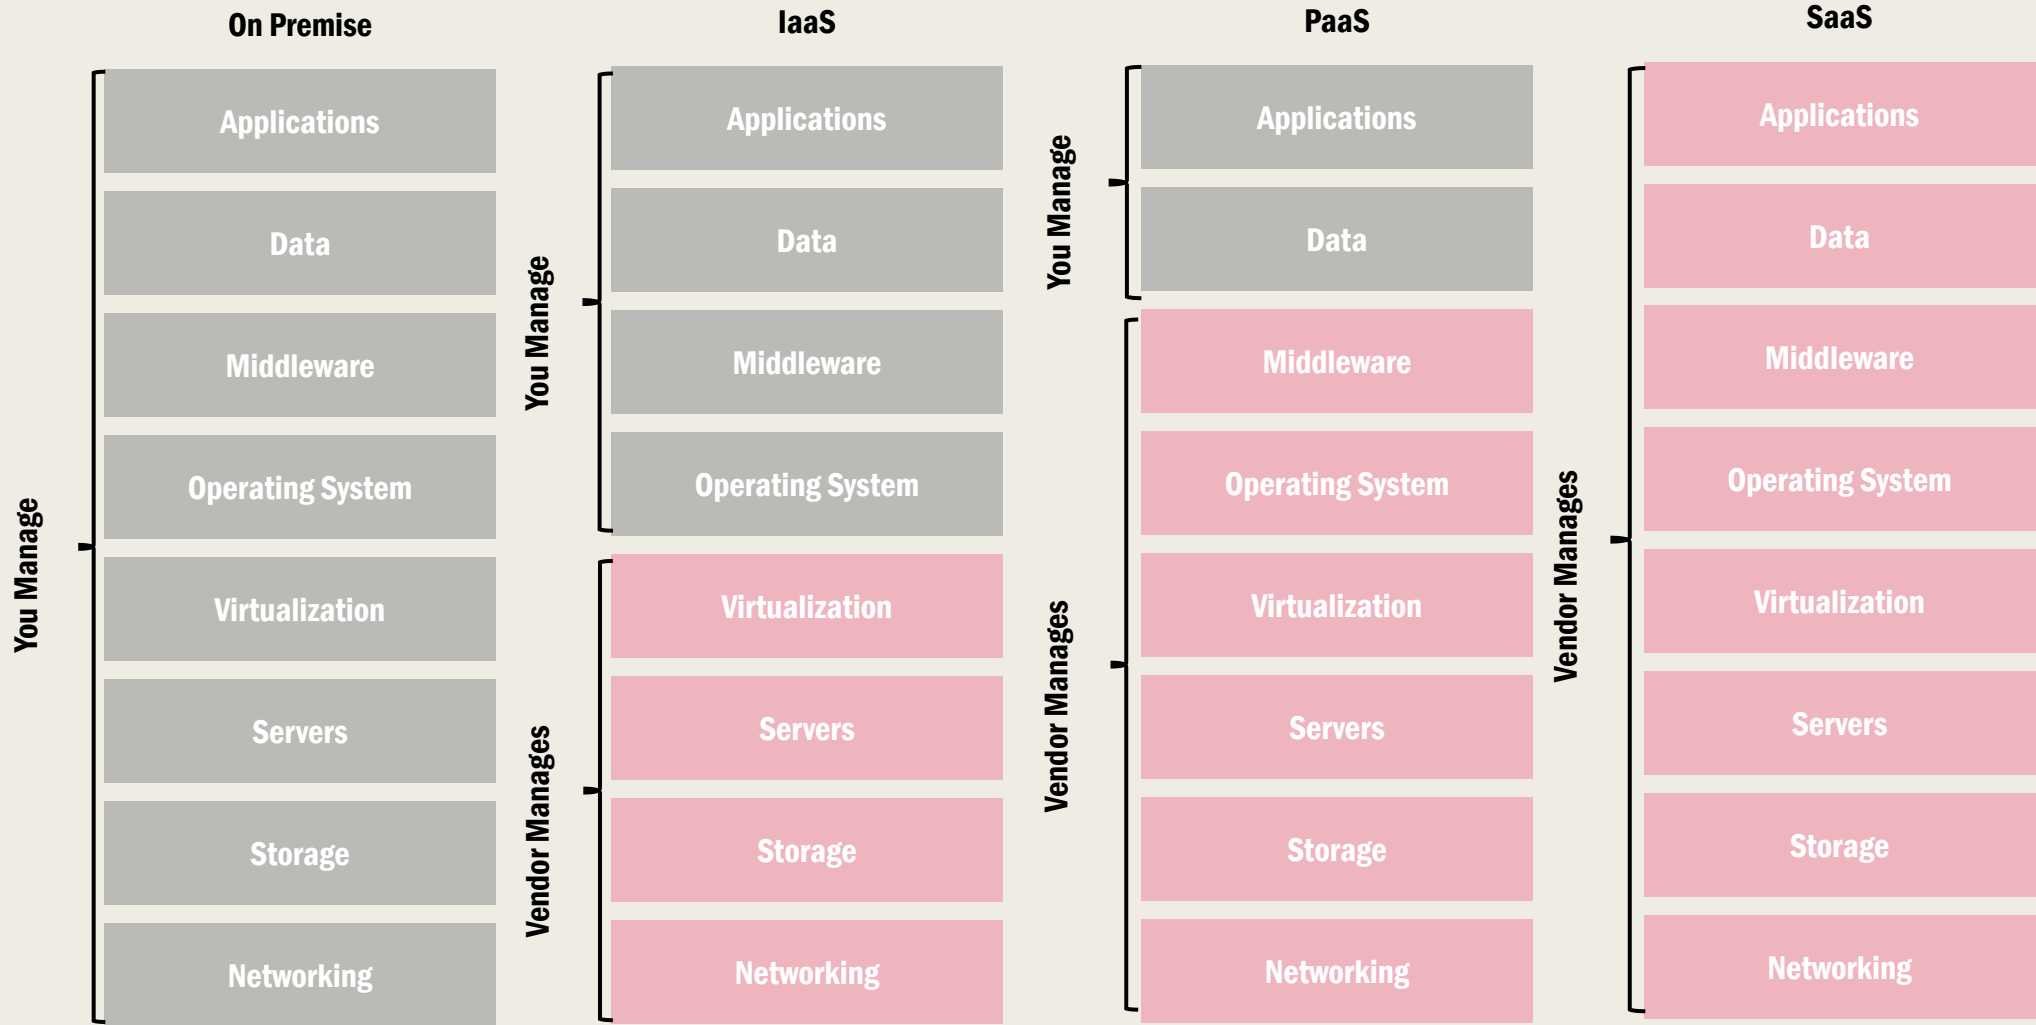 On Premise
Applications
Data
Middleware
Operating System
Virtualization
Servers
Storage
Networking
You Manage
IaaS
Applications
Data
Middleware
Operating System
Virtualization
Servers
Storage
Networking
You Manage
Vendor Manages
PaaS
Applications
Data
Middleware
Operating System
Virtualization
Servers
Storage
Networking
You Manage
Vendor Manages
SaaS
Applications
Data
Middleware
Operating System
Virtualization
Servers
Storage
Networking
Vendor Manages